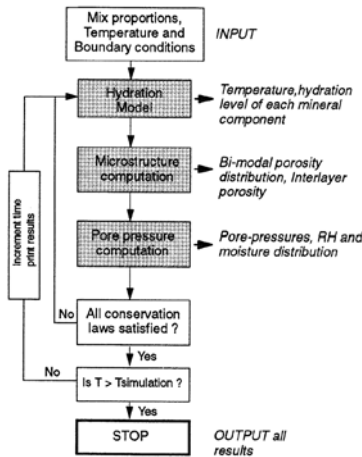 Mix proportions,
Temperature and
Boundary conditions
INPUT
Hydration
Model
Temperature,hydration
level of each mineral
component
Microstructure
computation
Bi-modal porosity
distribution, Interlayer
porosity
Increment time
print results
Pore pressure
computation
Pore-pressures, RH and
moisture distribution
No
All conservation
laws satisfied ?
Yes
No
Is T > Tsimulation ?
Yes
STOP
OUTPUT all
results